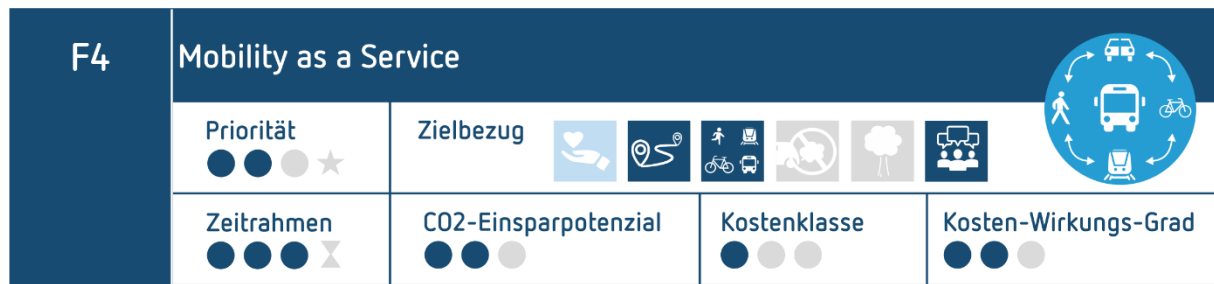 F4
Mobility as a Service
Priorität
Zielbezug
Zeitrahmen
CO2-Einsparpotenzial
Kostenklasse
Kosten-Wirkungs-Grad